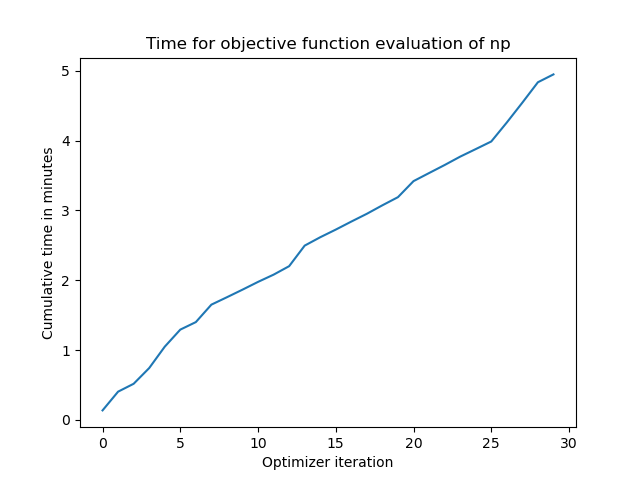 Time for objective function evaluation of np
Cumulative time in minutes
5
4
3
2
1
0
0 5 10 15 20 25 30
Optimizer iteration